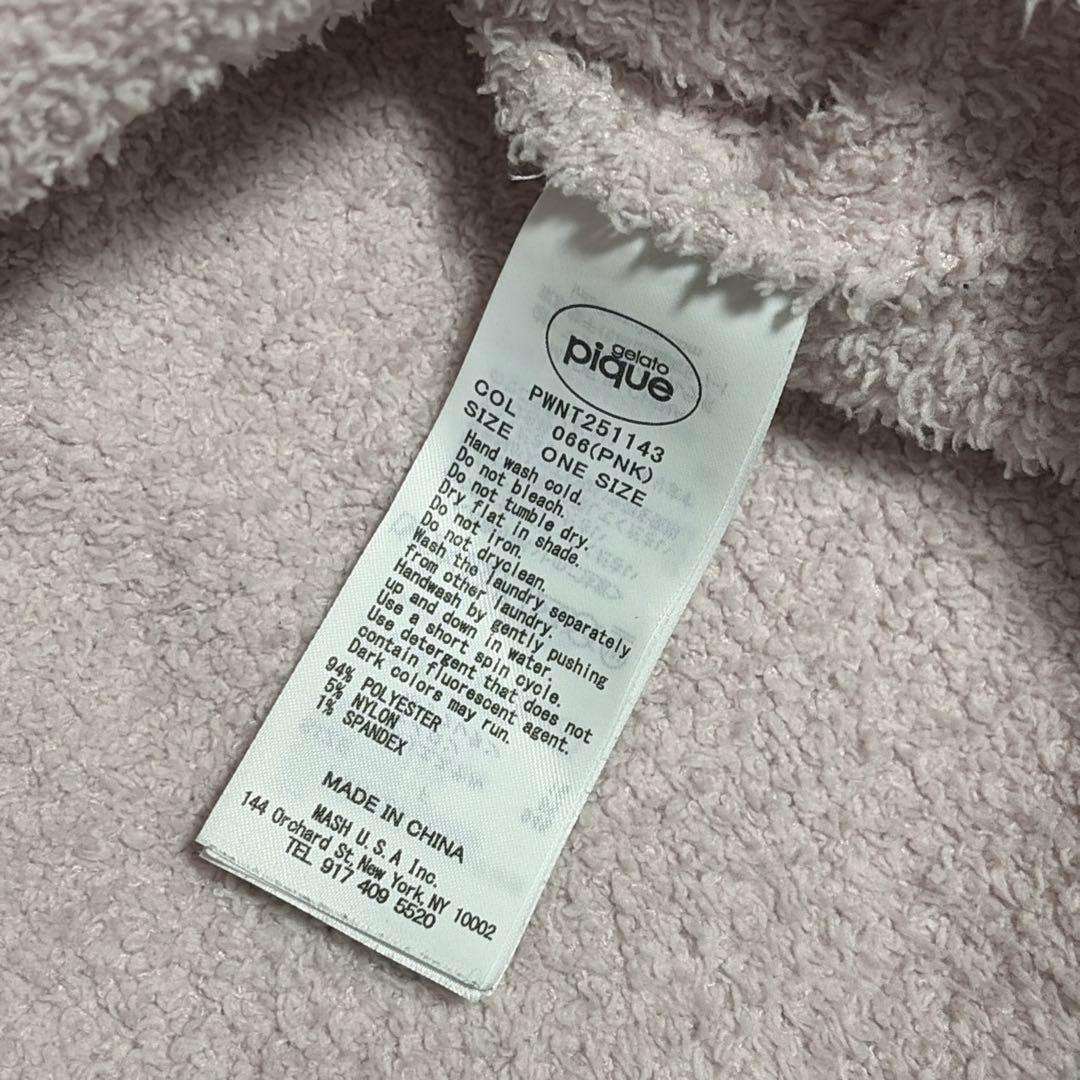 gelato
pique
PWNT251143
COL 066(PNK)
SIZE ONE SIZE
Hand wash cold.
Do not bleach.
Do not tumble dry.
Dry flat in shade.
Do not iron.
Do not dryclean.
Wash the laundry separately
from other laundry.
Handwash by gently pushing
up and down in water.
Use a short spin cycle.
Use detergent that does not
contain fluorescent agent.
Dark colors may run.
94% POLYESTER
5% NYLON
1% SPANDEX
MADE IN CHINA
MASH U.S.A Inc.
144 Orchard St, New York, NY 10002
TEL 917 409 5520